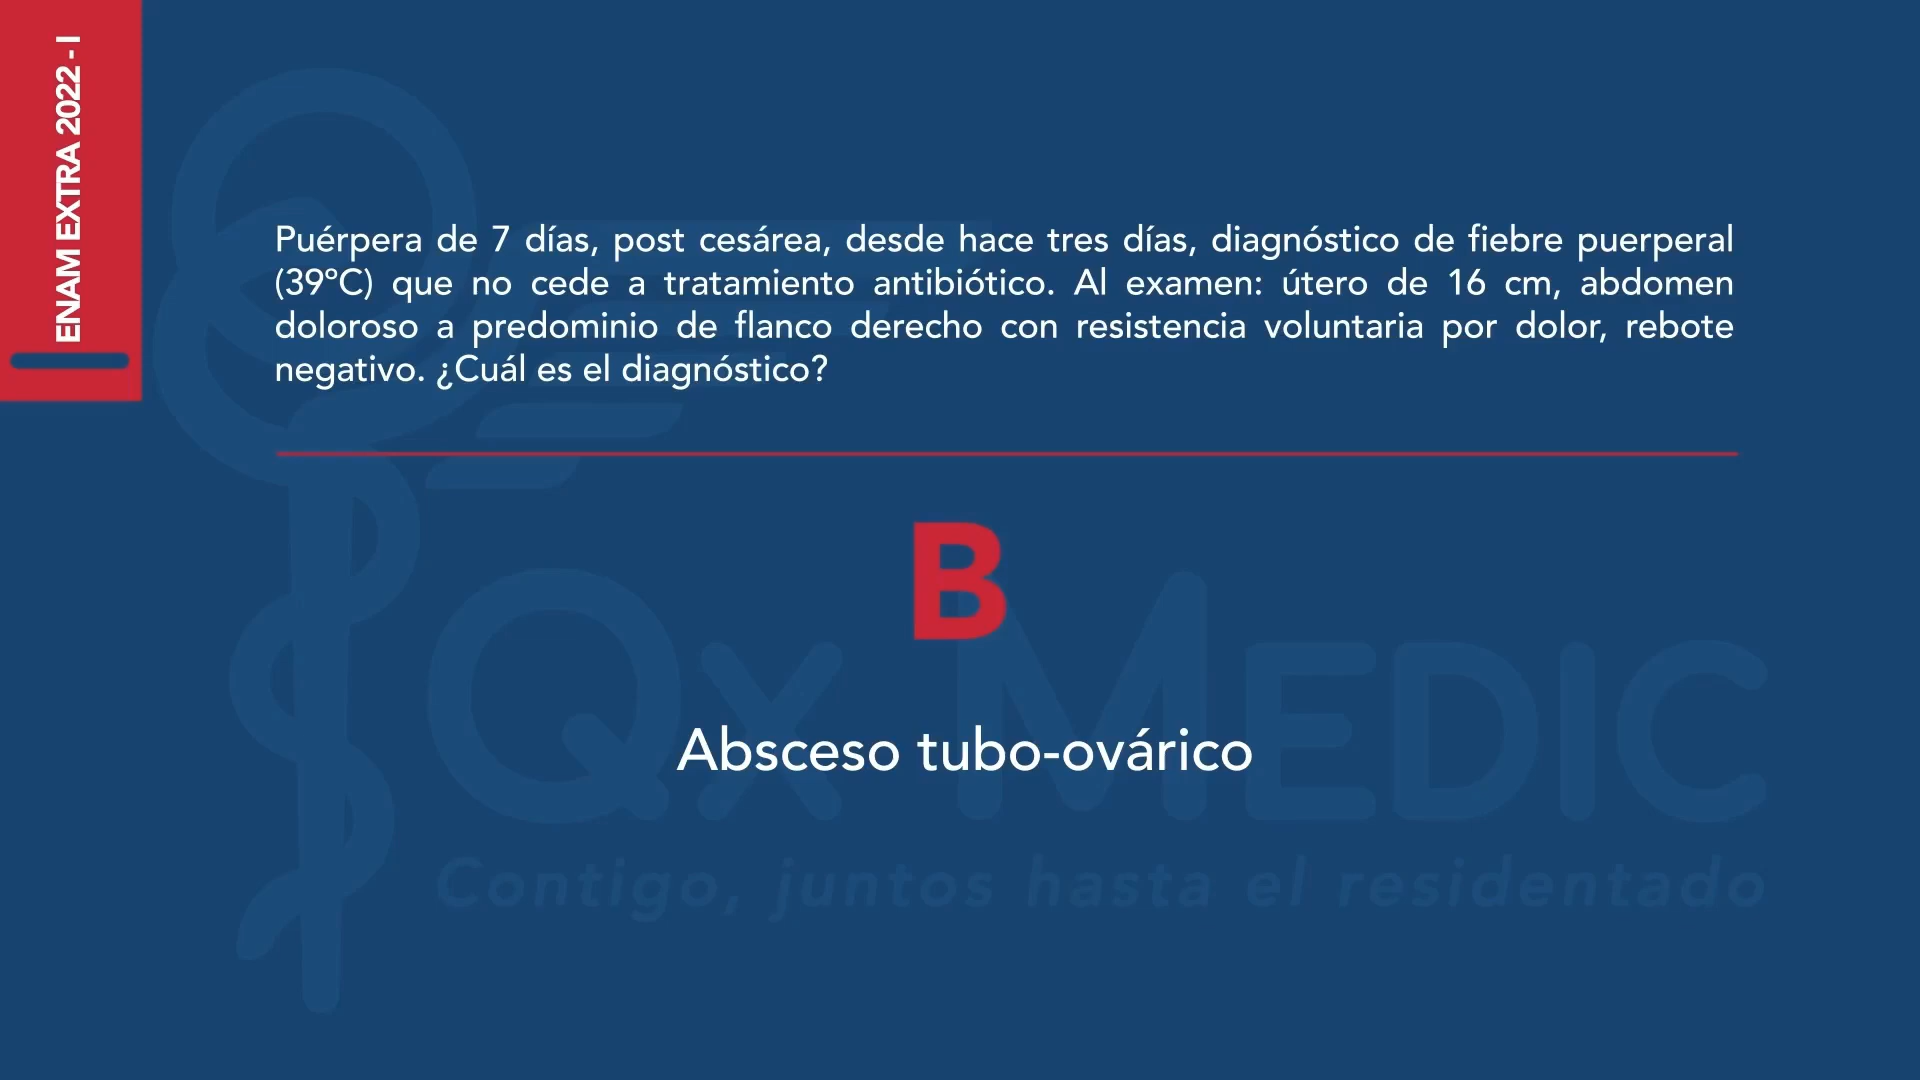 ENAM EXTRA 2022 - I
Puérpera de 7 días, post cesárea, desde hace tres días, diagnóstico de fiebre puerperal
(39ºC) que no cede a tratamiento antibiótico. Al examen: útero de 16 cm, abdomen
doloroso a predominio de flanco derecho con resistencia voluntaria por dolor, rebote
negativo. ¿Cuál es el diagnóstico?
B
Absceso tubo-ovárico
Qx MEDIC
Contigo, juntos hasta el residentado